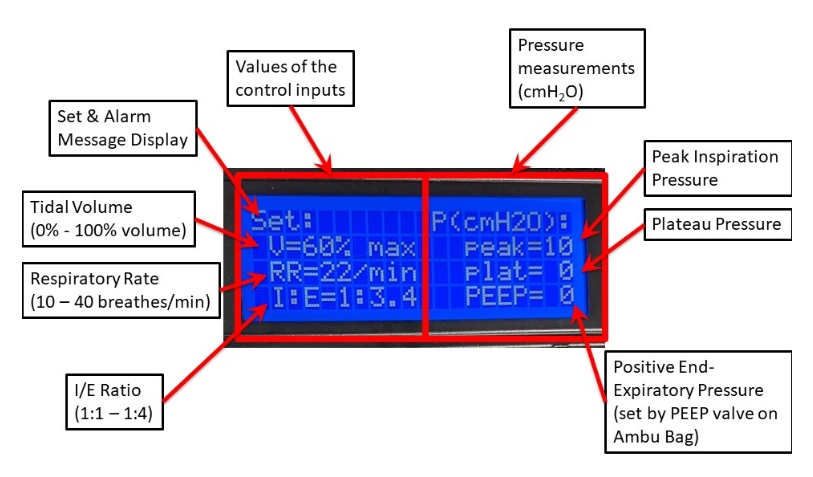 Pressure
measurements
(cmH2O)
Values of the
control inputs
Set & Alarm
Message Display
Peak Inspiration
Pressure
Tidal Volume
(0% - 100% volume)
Plateau Pressure
Respiratory Rate
(10 – 40 breathes/min)
Set:
V=60% max
RR=22/min
I:E=1:3.4
P(cmH2O):
peak=10
plat= 0
PEEP= 0
I/E Ratio
(1:1 – 1:4)
Positive End-
Expiratory Pressure
(set by PEEP valve on
Ambu Bag)